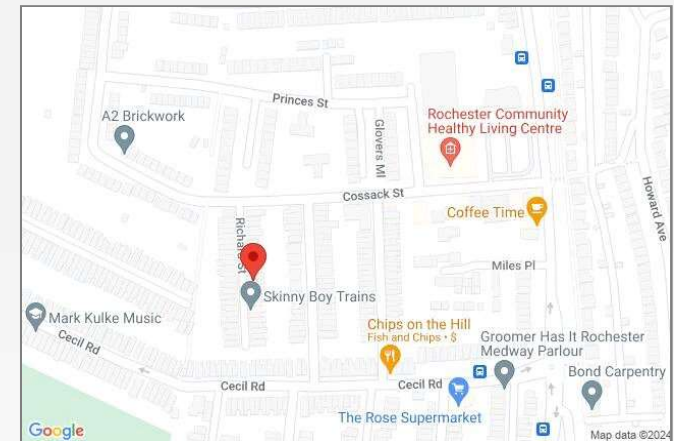 Princes St
A2 Brickwork
Rochester Community
Healthy Living Centre
Glovers Ml
Cossack St
Howard Ave
Coffee Time
Richard St
Miles Pl
Skinny Boy Trains
Mark Kulke Music
Chips on the Hill
Fish and Chips • $
Groomer Has It Rochester
Medway Parlour
Cecil Rd
Bond Carpentry
Cecil Rd
Cecil Rd
The Rose Supermarket
Google
Map data ©2024